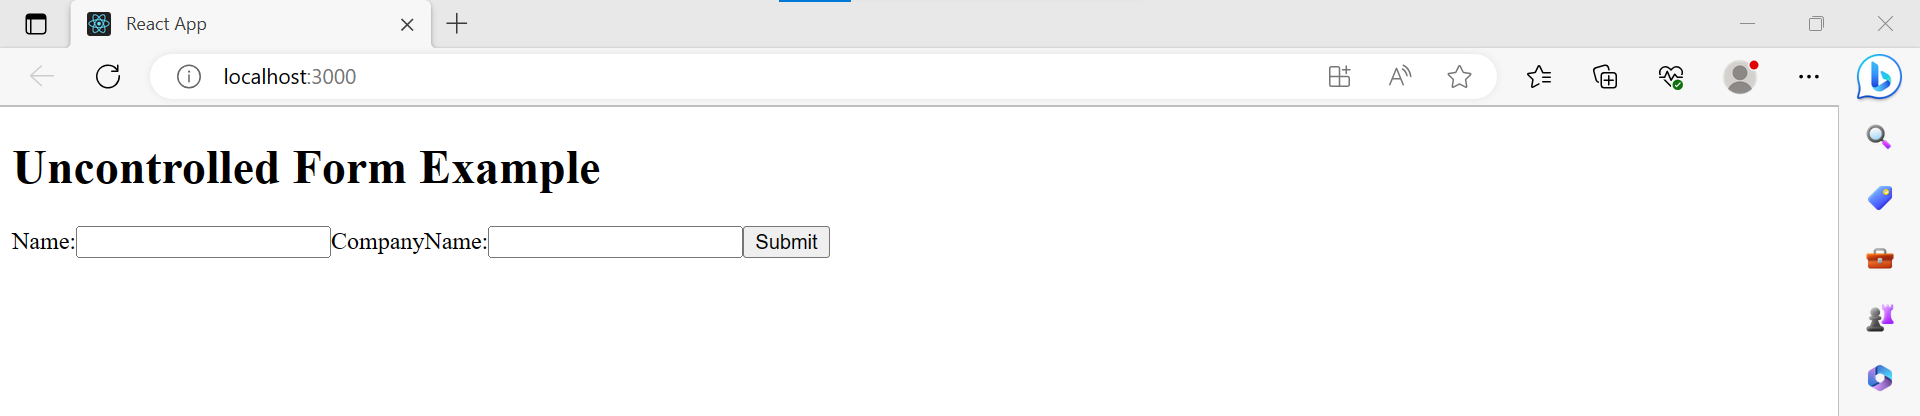 React App
localhost:3000
Uncontrolled Form Example
Name: CompanyName: Submit